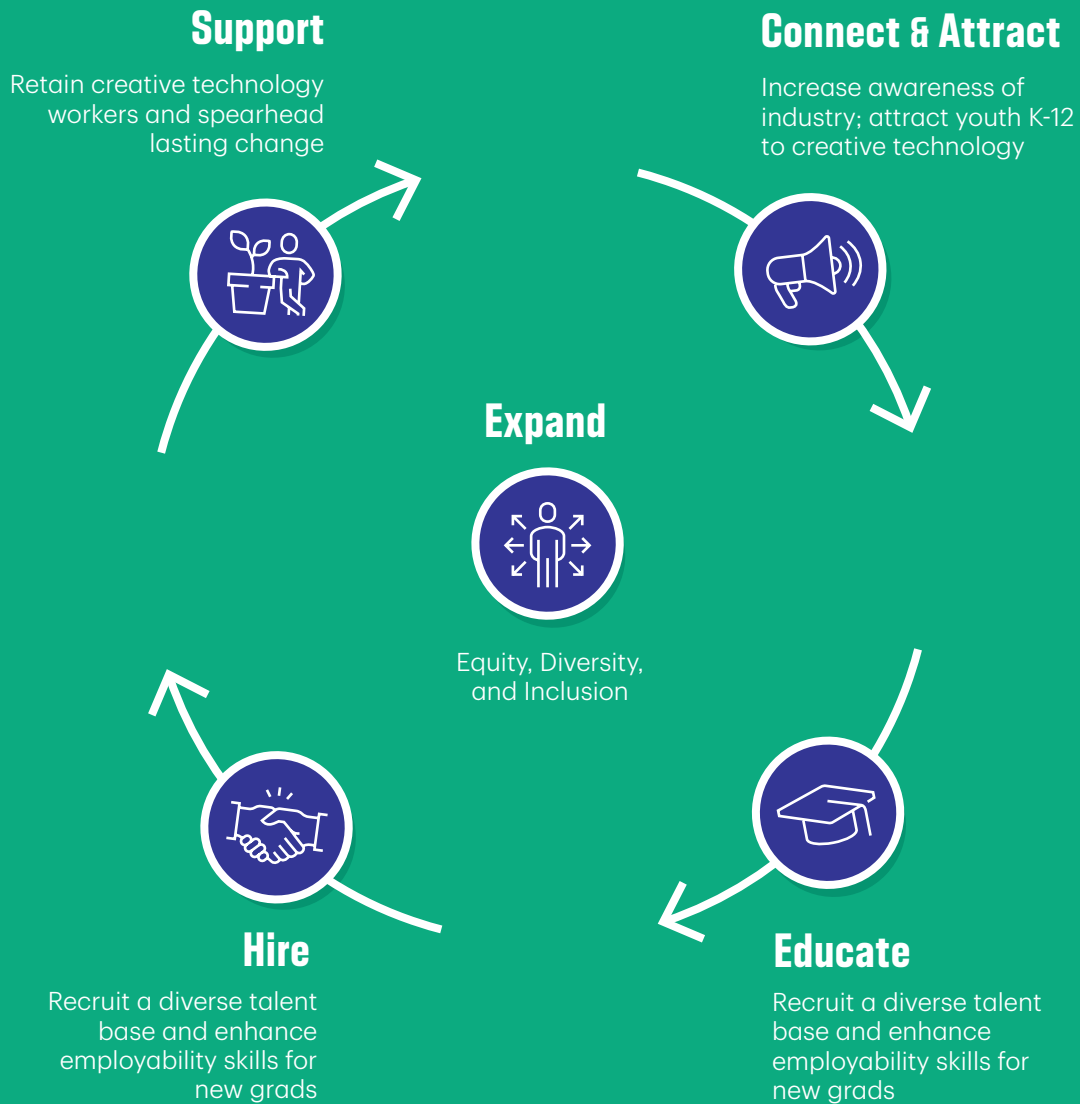 Support
Retain creative technology
workers and spearhead
lasting change
Connect & Attract
Increase awareness of
industry; attract youth K-12
to creative technology
Expand
Equity, Diversity,
and Inclusion
Hire
Recruit a diverse talent
base and enhance
employability skills for
new grads
Educate
Recruit a diverse talent
base and enhance
employability skills for
new grads